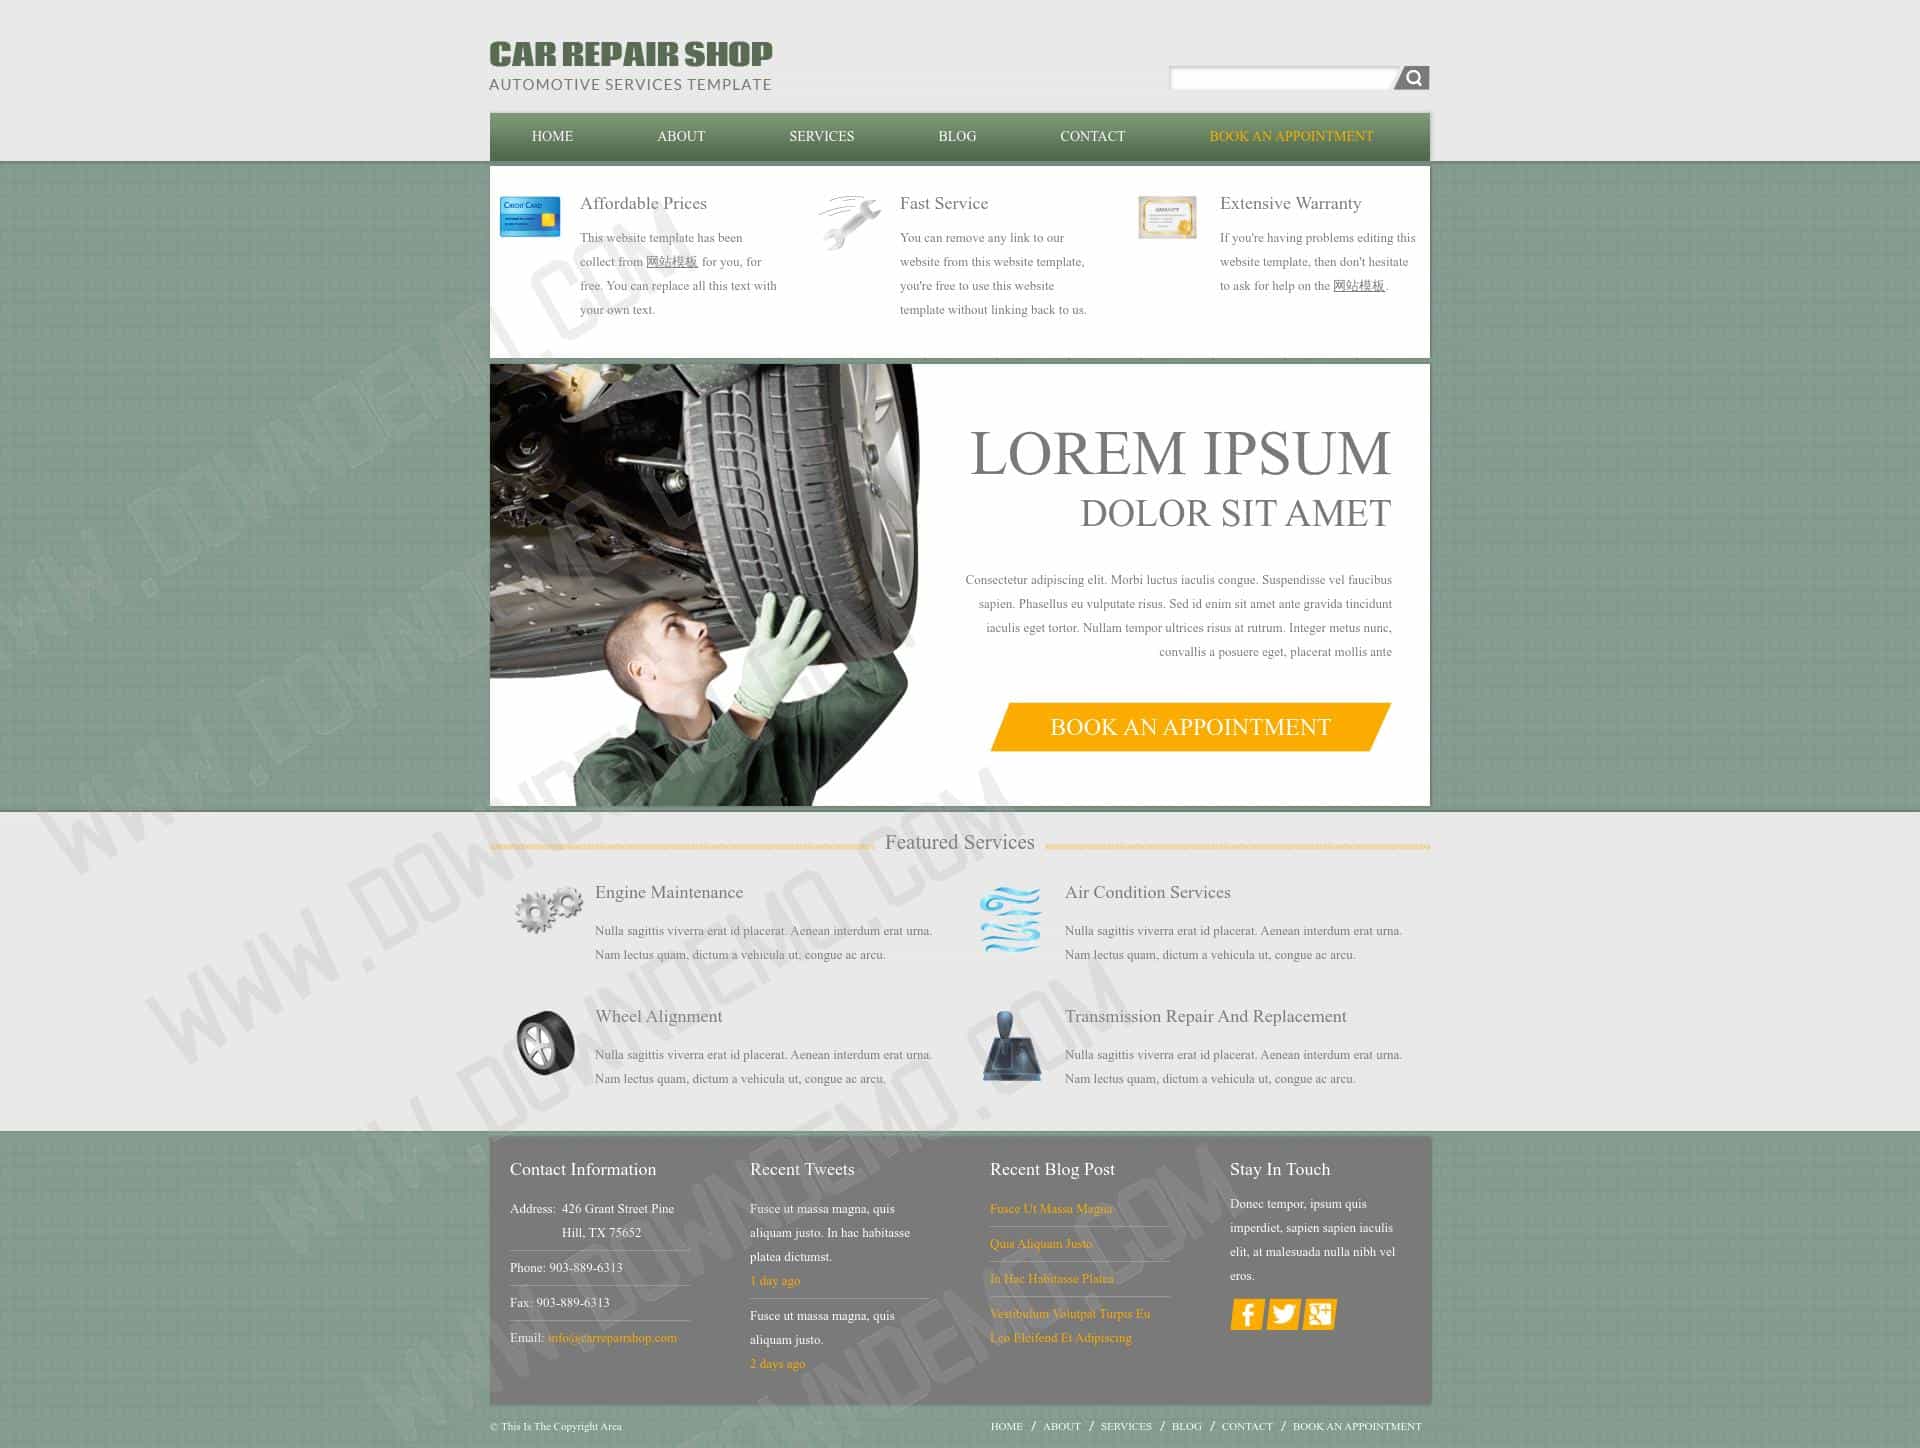 CAR REPAIR SHOP
AUTOMOTIVE SERVICES TEMPLATE
HOME ABOUT SERVICES BLOG CONTACT BOOK AN APPOINTMENT
CREDIT CARD
Affordable Prices
This website template has been
collect from 网站模板 for you, for
free. You can replace all this text with
your own text.
Fast Service
You can remove any link to our
website from this website template,
you're free to use this website
template without linking back to us.
Extensive Warranty
If you're having problems editing this
website template, then don't hesitate
to ask for help on the 网站模板.
LOREM IPSUM
DOLOR SIT AMET
Consectetur adipiscing elit. Morbi luctus iaculis congue. Suspendisse vel faucibus
sapien. Phasellus eu vulputate risus. Sed id enim sit amet ante gravida tincidunt
iaculis eget tortor. Nullam tempor ultrices risus at rutrum. Integer metus nunc,
convallis a posuere eget, placerat mollis ante
BOOK AN APPOINTMENT
Featured Services
Engine Maintenance
Nulla sagittis viverra erat id placerat. Aenean interdum erat urna.
Nam lectus quam, dictum a vehicula ut, congue ac arcu.
Air Condition Services
Nulla sagittis viverra erat id placerat. Aenean interdum erat urna.
Nam lectus quam, dictum a vehicula ut, congue ac arcu.
Wheel Alignment
Nulla sagittis viverra erat id placerat. Aenean interdum erat urna.
Nam lectus quam, dictum a vehicula ut, congue ac arcu.
Transmission Repair And Replacement
Nulla sagittis viverra erat id placerat. Aenean interdum erat urna.
Nam lectus quam, dictum a vehicula ut, congue ac arcu.
Contact Information
Address: 426 Grant Street Pine
Hill, TX 75652
Phone: 903-889-6313
Fax: 903-889-6313
Email: info@carrepairshop.com
Recent Tweets
Fusce ut massa magna, quis
aliquam justo. In hac habitasse
platea dictumst.
1 day ago
Fusce ut massa magna, quis
aliquam justo.
2 days ago
Recent Blog Post
Fusce Ut Massa Magna
Quis Aliquam Justo
In Hac Habitasse Platea
Vestibulum Volutpat Turpis Eu
Leo Eleifend Et Adipiscing
Stay In Touch
Donec tempor, ipsum quis
imperdiet, sapien sapien iaculis
elit, at malesuada nulla nibh vel
eros.
© This Is The Copyright Area
HOME / ABOUT / SERVICES / BLOG / CONTACT / BOOK AN APPOINTMENT
WWW.DOWNDEMO.COM
WWW.DOWNDEMO.COM
WWW.DOWNDEMO.COM
WWW.DOWNDEMO.COM
WWW.DOWNDEMO.COM